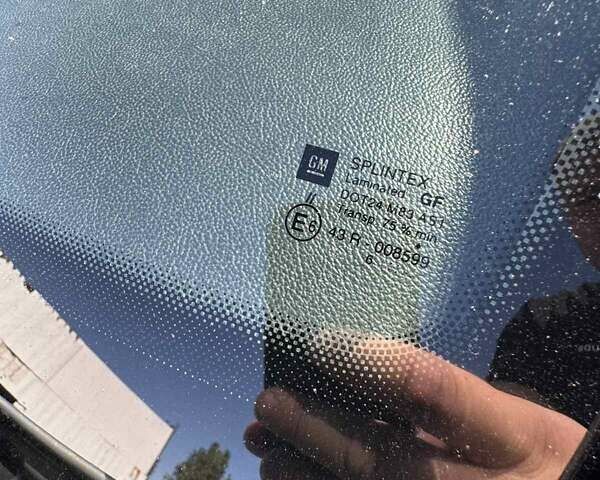 GM
SPLINTEX
Laminated GF
DOT24 M83 AS1
Transp. 75 % min
//
E6 43 R 008599
6